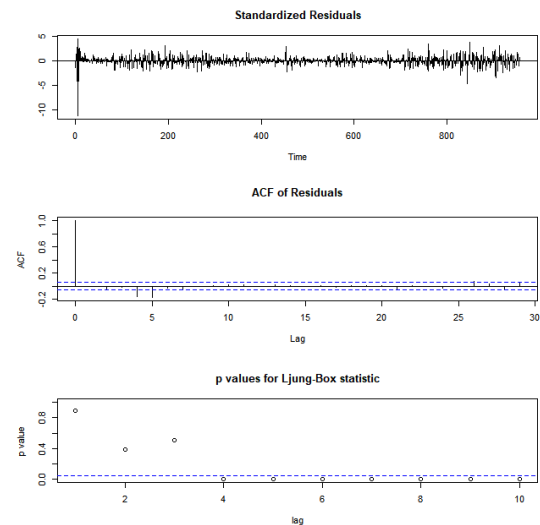 Standardized Residuals
5
0
-5
-10
0 200 400 600 800
Time
ACF of Residuals
1.0
0.6
0.2
-0.2
ACF
0 5 10 15 20 25 30
Lag
p values for Ljung-Box statistic
0.8
0.4
0.0
p value
2 4 6 8 10
lag